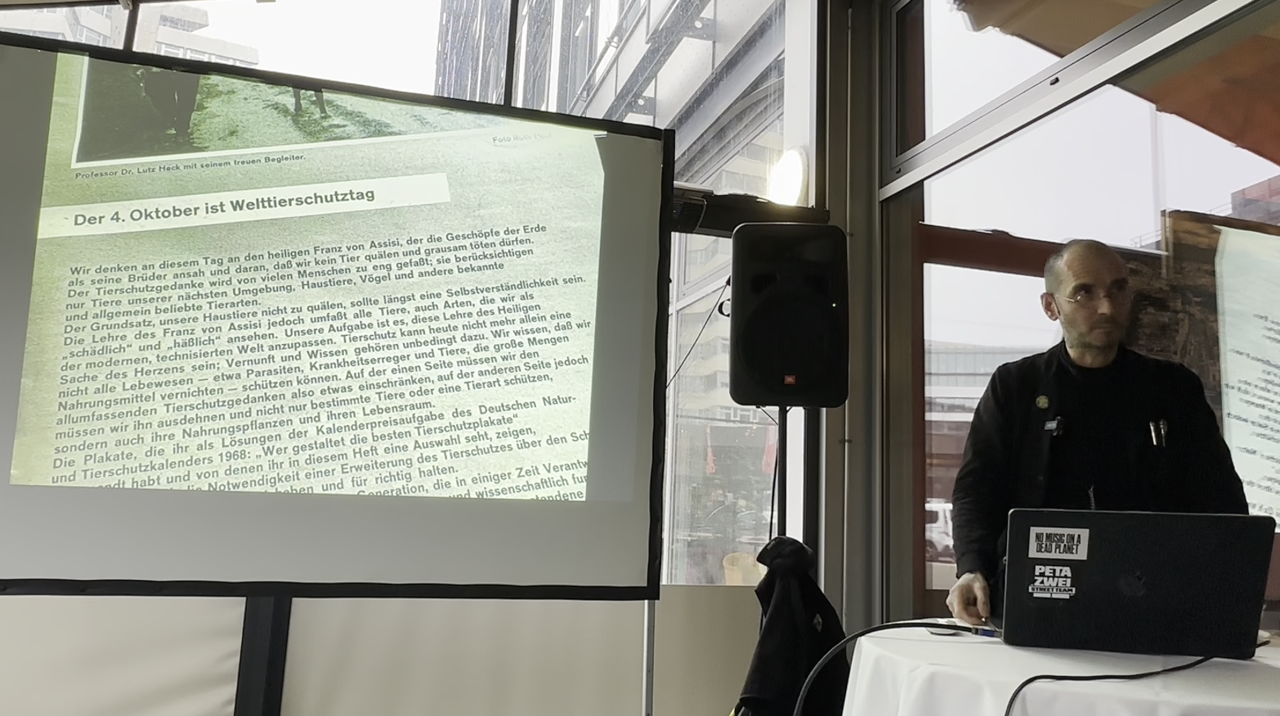 Professor Dr. Lutz Heck mit seinem treuen Begleiter.
Der 4. Oktober ist Welttierschutztag
Wir denken an diesem Tag an den heiligen Franz von Assisi, der die Geschöpfe der Erde
als seine Brüder ansah und daran, daß wir kein Tier quälen und grausam töten dürfen.
Der Tierschutzgedanke wird von vielen Menschen zu eng gefaßt; sie berücksichtigen
nur Tiere unserer nächsten Umgebung, Haustiere, Vögel und andere bekannte
und allgemein beliebte Tierarten.
Der Grundsatz, unsere Haustiere nicht zu quälen, sollte längst eine Selbstverständlichkeit sein.
Die Lehre des Franz von Assisi jedoch umfaßt alle Tiere, auch Arten, die wir als
„schädlich“ und „häßlich“ ansehen. Unsere Aufgabe ist es, diese Lehre des Heiligen
der modernen, technisierten Welt anzupassen. Tierschutz kann heute nicht mehr allein eine
Sache des Herzens sein; Vernunft und Wissen gehören unbedingt dazu. Wir wissen, daß wir
nicht alle Lebewesen — etwa Parasiten, Krankheitserreger und Tiere, die große Mengen
Nahrungsmittel vernichten — schützen können. Auf der einen Seite müssen wir den
allumfassenden Tierschutzgedanken also etwas einschränken, auf der anderen Seite jedoch
müssen wir ihn ausdehnen und nicht nur bestimmte Tiere oder eine Tierart schützen,
sondern auch ihre Nahrungspflanzen und ihren Lebensraum.
Die Plakate, die ihr als Lösungen der Kalenderpreisaufgabe des Deutschen Natur-
und Tierschutzkalenders 1968: „Wer gestaltet die besten Tierschutzplakate“
habt und von denen ihr in diesem Heft eine Auswahl seht, zeigen,
die Notwendigkeit einer Erweiterung des Tierschutzes über den
und für richtig halten.
Generation, die in einiger Zeit
und wissenschaftlich
JBL
NO MUSIC ON A
DEAD PLANET
PETA
ZWEI
STREET TEAM